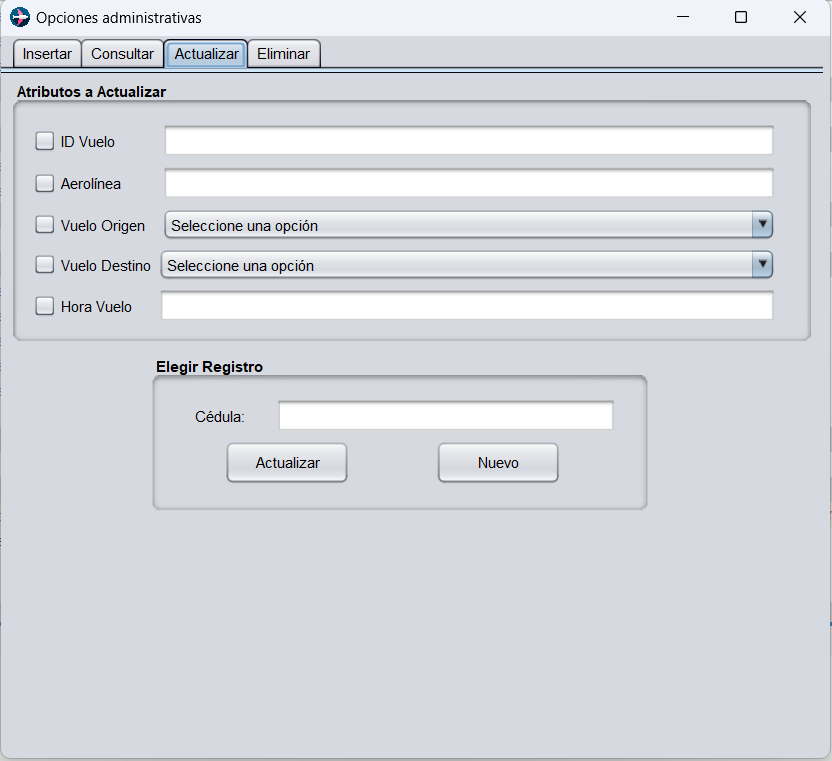 Opciones administrativas
Insertar Consultar Actualizar Eliminar
Atributos a Actualizar
ID Vuelo
Aerolínea
Vuelo Origen Seleccione una opción
Vuelo Destino Seleccione una opción
Hora Vuelo
Elegir Registro
Cédula:
Actualizar Nuevo